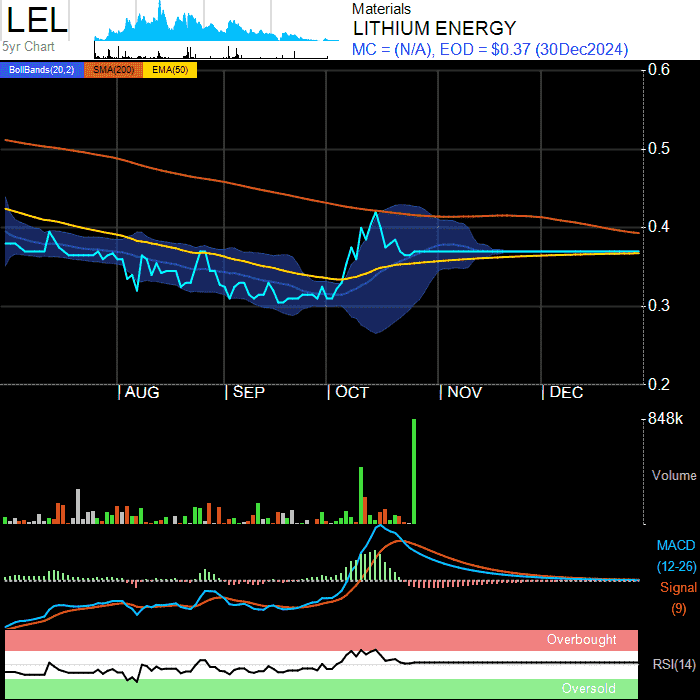 LEL
5yr Chart
Materials
LITHIUM ENERGY
MC = (N/A), EOD = $0.37 (30Dec2024)
BollBands(20,2) SMA(200) EMA(50)
0.6
0.5
0.4
0.3
0.2
AUG SEP OCT NOV DEC
848k
Volume
MACD
(12-26)
Signal
(9)
Overbought
RSI(14)
Oversold